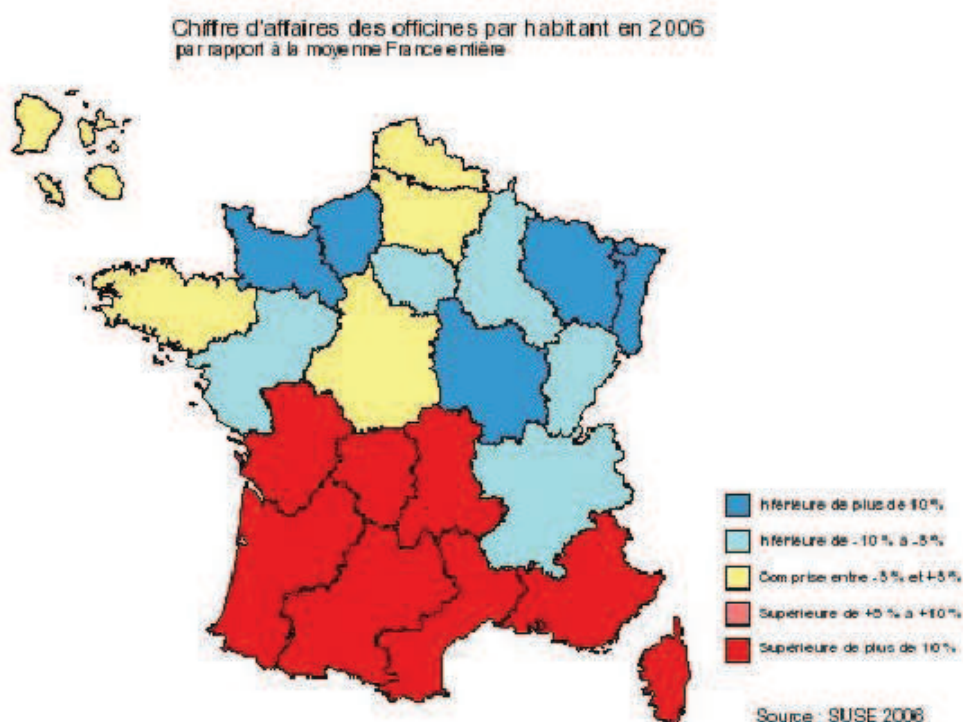 Chiffre d'affaires des officines par habitant en 2006
par rapport à la moyenne France entière
Inférieure de plus de 10%
Inférieure de -10% à -5%
Comprise entre -5% et +5%
Supérieure de +5% à +10%
Supérieure de plus de 10%
Source : SIUSE 2006